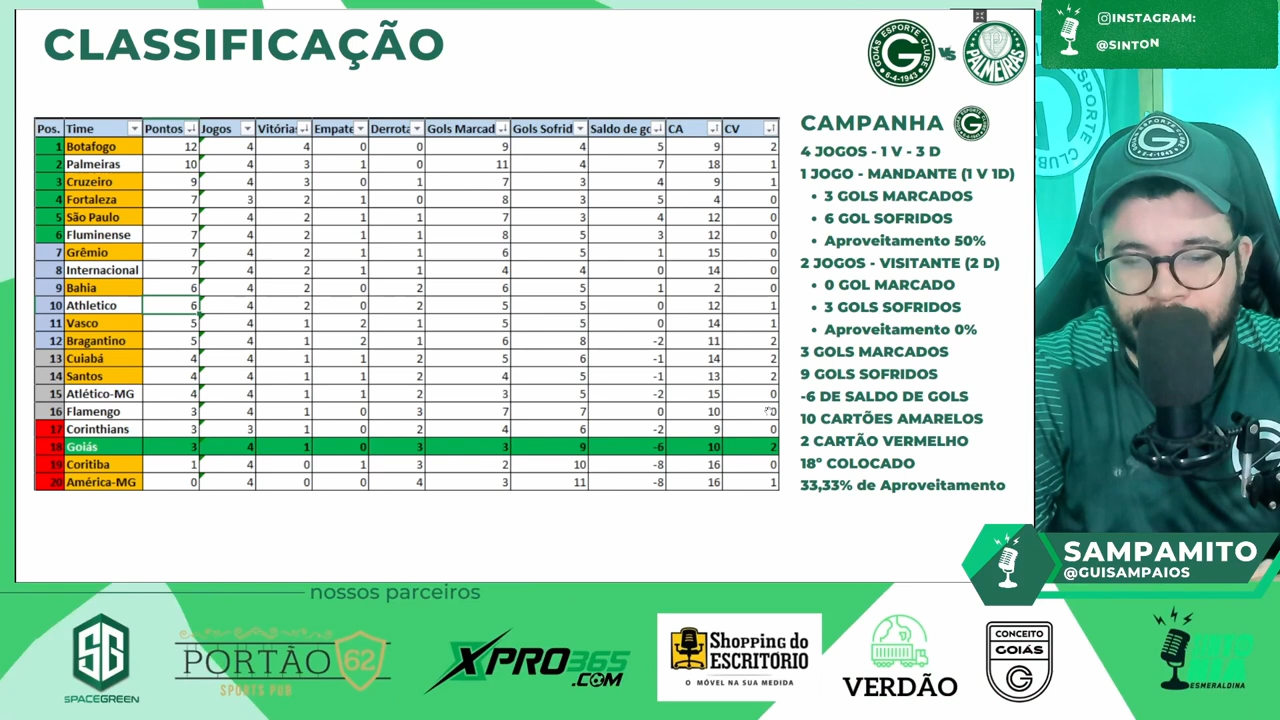 CLASSIFICAÇÃO
GOIÁS ESPORTE CLUBE
6-4-1943
VS
PALMEIRAS
INSTAGRAM:
@SINTON
Pos. Time Pontos Jogos Vitória Empate Derrota Gols Marcad Gols Sofrid Saldo de go CA CV
1 Botafogo 12 4 4 0 0 9 4 5 9 2
2 Palmeiras 10 4 3 1 0 11 4 7 18 1
3 Cruzeiro 9 4 3 0 1 7 3 4 9 1
4 Fortaleza 7 3 2 1 0 8 3 5 4 0
5 São Paulo 7 4 2 1 1 7 3 4 12 0
6 Fluminense 7 4 2 1 1 8 5 3 12 0
7 Grêmio 7 4 2 1 1 6 5 1 15 0
8 Internacional 7 4 2 1 1 4 4 0 14 0
9 Bahia 6 4 2 0 2 6 5 1 2 0
10 Athletico 6 4 2 0 2 5 5 0 12 1
11 Vasco 5 4 1 2 1 5 5 0 14 1
12 Bragantino 5 4 1 2 1 6 8 -2 11 2
13 Cuiabá 4 4 1 1 2 5 6 -1 14 2
14 Santos 4 4 1 1 2 3 5 -1 13 2
15 Atlético-MG 4 4 1 1 2 3 5 -2 15 0
16 Flamengo 3 4 1 0 3 7 7 0 10 0
17 Corinthians 3 3 1 0 2 4 6 -2 9 0
18 Goiás 3 4 1 0 3 3 9 -6 10 2
19 Coritiba 1 4 0 1 3 2 10 -8 16 0
20 América-MG 0 4 0 0 4 3 11 -8 16 1
CAMPANHA
4 JOGOS - 1 V - 3 D
1 JOGO - MANDANTE (1 V 1D)
• 3 GOLS MARCADOS
• 6 GOL SOFRIDOS
• Aproveitamento 50%
2 JOGOS - VISITANTE (2 D)
• 0 GOL MARCADO
• 3 GOLS SOFRIDOS
• Aproveitamento 0%
3 GOLS MARCADOS
9 GOLS SOFRIDOS
-6 DE SALDO DE GOLS
10 CARTÕES AMARELOS
2 CARTÃO VERMELHO
18º COLOCADO
33,33% de Aproveitamento
SAMPAMITO
@GUISAMPAIOS
nossos parceiros
SG
SPACEGREEN
PORTÃO 62
SPORTS PUB
XPRO365
.COM
Shopping do
ESCRITÓRIO
O MÓVEL NA SUA MEDIDA
VERDÃO
CONCEITO
GOIÁS
ESMERALDINA